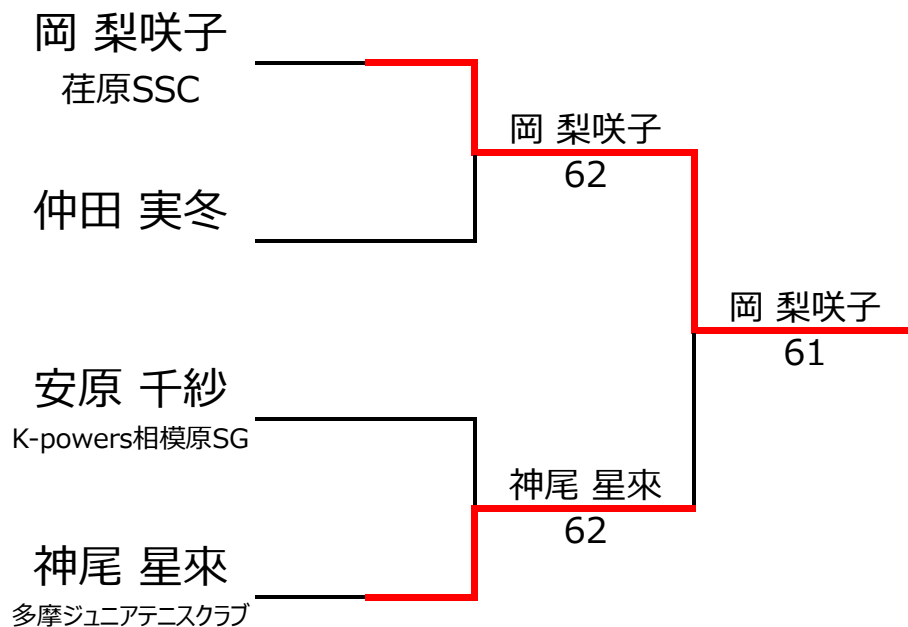 岡 梨咲子
荏原SSC
仲田 実冬
安原 千紗
K-powers相模原SG
神尾 星來
多摩ジュニアテニスクラブ
岡 梨咲子
62
神尾 星來
62
岡 梨咲子
61